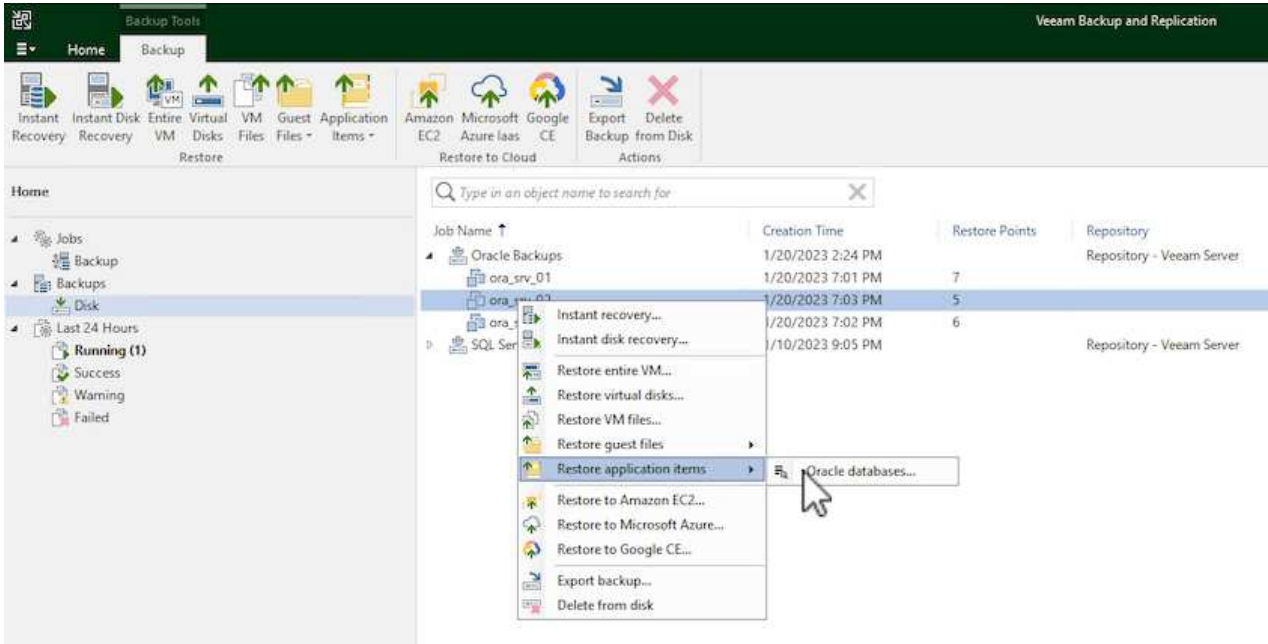 Backup Tools
Veeam Backup and Replication
Home Backup
Instant Recovery
Instant Disk Recovery
Entire VM
Virtual Disks
VM Files
Guest Files
Application Items
Restore
Amazon EC2
Microsoft Azure Iaas
Google CE
Restore to Cloud
Export Backup
Delete from Disk
Actions
Home
Type in an object name to search for
Jobs
Backup
Backups
Disk
Last 24 Hours
Running (1)
Success
Warning
Failed
Job Name Creation Time Restore Points Repository
Oracle Backups 1/20/2023 2:24 PM Repository - Veeam Server
ora_srv_01 1/20/2023 7:01 PM 7
1/20/2023 7:03 PM 5
1/20/2023 7:02 PM 6
SQL Ser 1/10/2023 9:05 PM Repository - Veeam Server
Instant recovery...
Instant disk recovery...
Restore entire VM...
Restore virtual disks...
Restore VM files...
Restore guest files
Restore application items
Oracle databases...
Restore to Amazon EC2...
Restore to Microsoft Azure...
Restore to Google CE...
Export backup...
Delete from disk